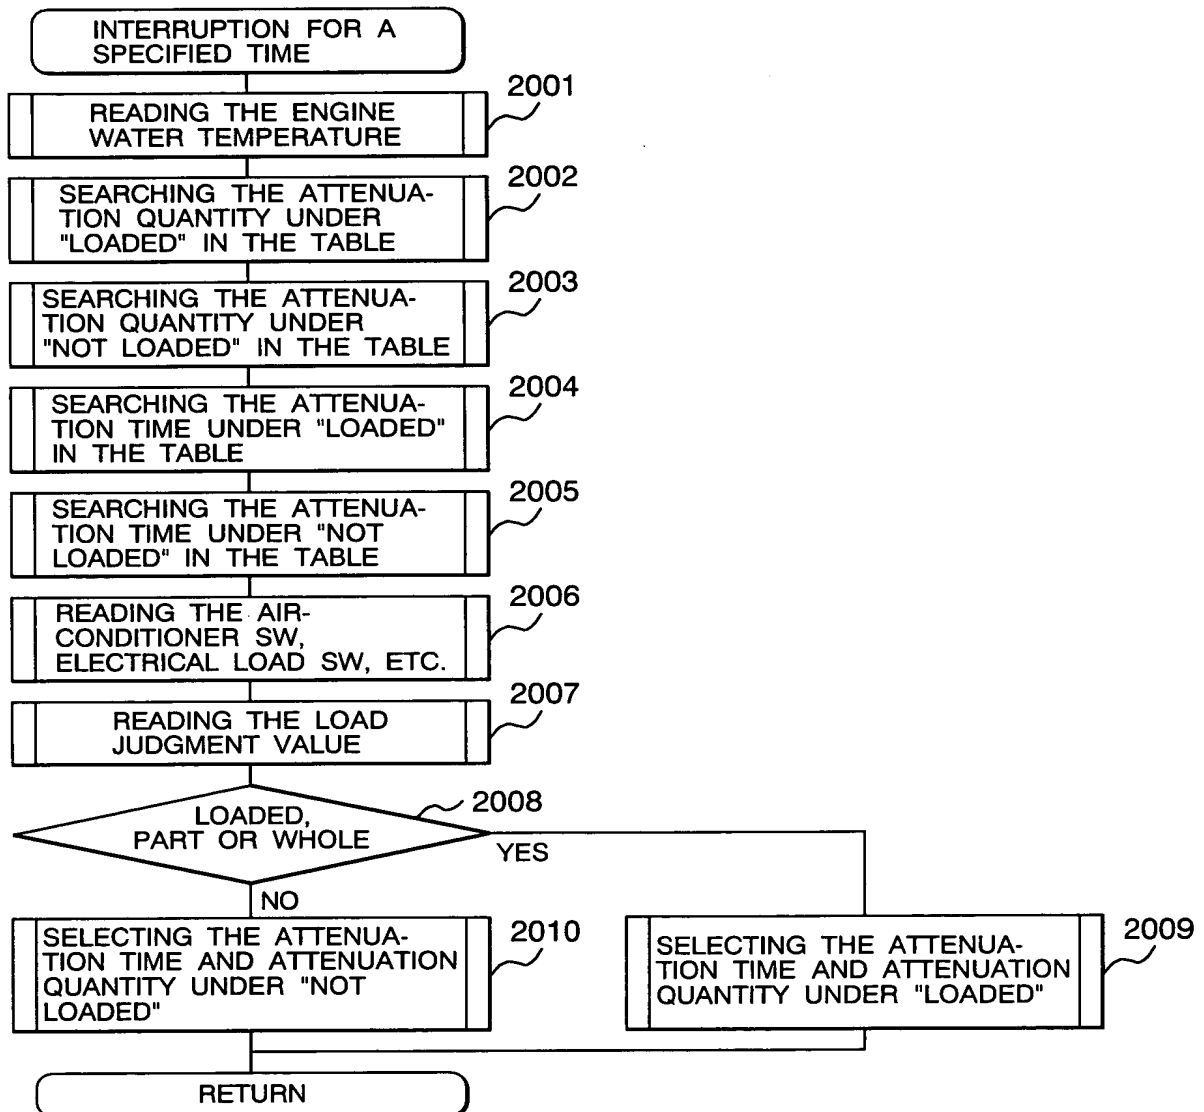 INTERRUPTION FOR A
SPECIFIED TIME
2001
READING THE ENGINE
WATER TEMPERATURE
2002
SEARCHING THE ATTENUA-
TION QUANTITY UNDER
"LOADED" IN THE TABLE
2003
SEARCHING THE ATTENUA-
TION QUANTITY UNDER
"NOT LOADED" IN THE TABLE
2004
SEARCHING THE ATTENUA-
TION TIME UNDER "LOADED"
IN THE TABLE
2005
SEARCHING THE ATTENUA-
TION TIME UNDER "NOT
LOADED" IN THE TABLE
2006
READING THE AIR-
CONDITIONER SW,
ELECTRICAL LOAD SW, ETC.
2007
READING THE LOAD
JUDGMENT VALUE
2008
LOADED,
PART OR WHOLE
YES
NO
2010
SELECTING THE ATTENUA-
TION TIME AND ATTENUATION
QUANTITY UNDER "NOT
LOADED"
2009
SELECTING THE ATTENUA-
TION TIME AND ATTENUATION
QUANTITY UNDER "LOADED"
RETURN